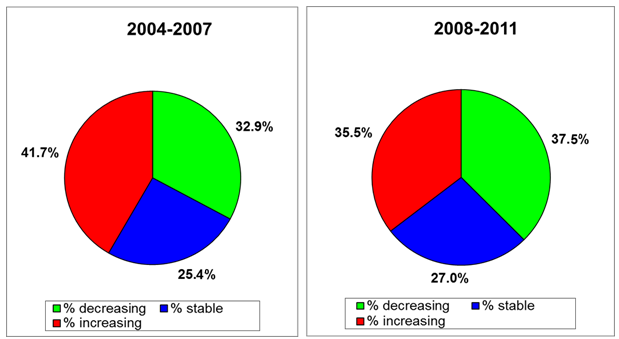 2004-2007
32.9%
41.7%
25.4%
% decreasing
% stable
% increasing
2008-2011
35.5%
37.5%
27.0%
% decreasing
% stable
% increasing